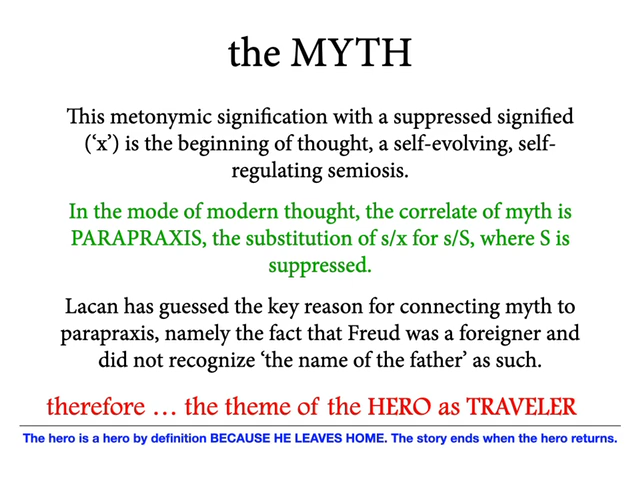 the MYTH
This metonymic signification with a suppressed signified
(‘x’) is the beginning of thought, a self-evolving, self-
regulating semiosis.
In the mode of modern thought, the correlate of myth is
PARAPRAXIS, the substitution of s/x for s/S, where S is
suppressed.
Lacan has guessed the key reason for connecting myth to
parapraxis, namely the fact that Freud was a foreigner and
did not recognize ‘the name of the father’ as such.
therefore … the theme of the HERO as TRAVELER
The hero is a hero by definition BECAUSE HE LEAVES HOME. The story ends when the hero returns.